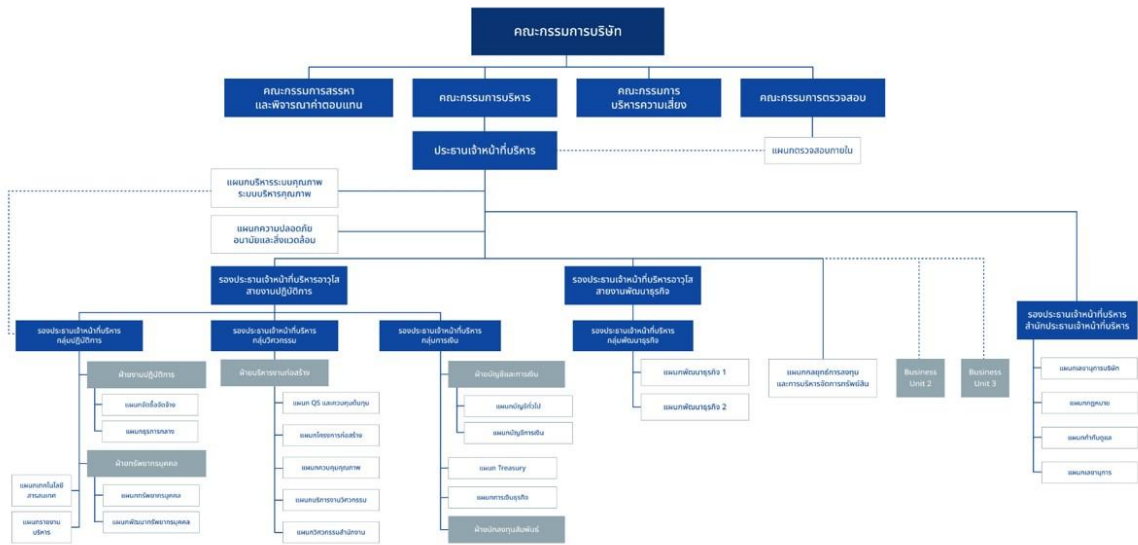 คณะกรรมการบริษัท
คณะกรรมการสรรหา
และพิจารณาค่าตอบแทน
คณะกรรมการบริหาร
คณะกรรมการ
บริหารความเสี่ยง
คณะกรรมการตรวจสอบ
ประธานเจ้าหน้าที่บริหาร
แผนกตรวจสอบภายใน
แผนกบริหารระบบคุณภาพ
ระบบบริหารคุณภาพ
แผนกความปลอดภัย
อนามัยและสิ่งแวดล้อม
รองประธานเจ้าหน้าที่บริหารอาวุโส
สายงานปฏิบัติการ
รองประธานเจ้าหน้าที่บริหารอาวุโส
สายงานพัฒนาธุรกิจ
รองประธานเจ้าหน้าที่บริหาร
สำนักประธานเจ้าหน้าที่บริหาร
รองประธานเจ้าหน้าที่บริหาร
กลุ่มปฏิบัติการ
รองประธานเจ้าหน้าที่บริหาร
กลุ่มวิศวกรรม
รองประธานเจ้าหน้าที่บริหาร
กลุ่มการเงิน
รองประธานเจ้าหน้าที่บริหาร
กลุ่มพัฒนาธุรกิจ
ฝ่ายงานปฏิบัติการ
แผนกจัดซื้อจัดจ้าง
แผนกธุรการกลาง
ฝ่ายทรัพยากรบุคคล
แผนกเทคโนโลยี
สารสนเทศ
แผนกทรัพยากรบุคคล
แผนกรายงาน
บริหาร
แผนกพัฒนาทรัพยากรบุคคล
ฝ่ายบริหารงานก่อสร้าง
แผนก QS และควบคุมต้นทุน
แผนกโครงการก่อสร้าง
แผนกควบคุมคุณภาพ
แผนกบริการงานวิศวกรรม
แผนกวิศวกรรมสำนักงาน
ฝ่ายบัญชีและการเงิน
แผนกบัญชีทั่วไป
แผนกบัญชีการเงิน
แผนก Treasury
แผนกการเงินธุรกิจ
ฝ่ายนักลงทุนสัมพันธ์
แผนกพัฒนาธุรกิจ 1
แผนกพัฒนาธุรกิจ 2
แผนกกลยุทธ์การลงทุน
และการบริหารจัดการทรัพย์สิน
Business
Unit 2
Business
Unit 3
แผนกเลขานุการบริษัท
แผนกกฎหมาย
แผนกกำกับดูแล
แผนกเลขานุการ